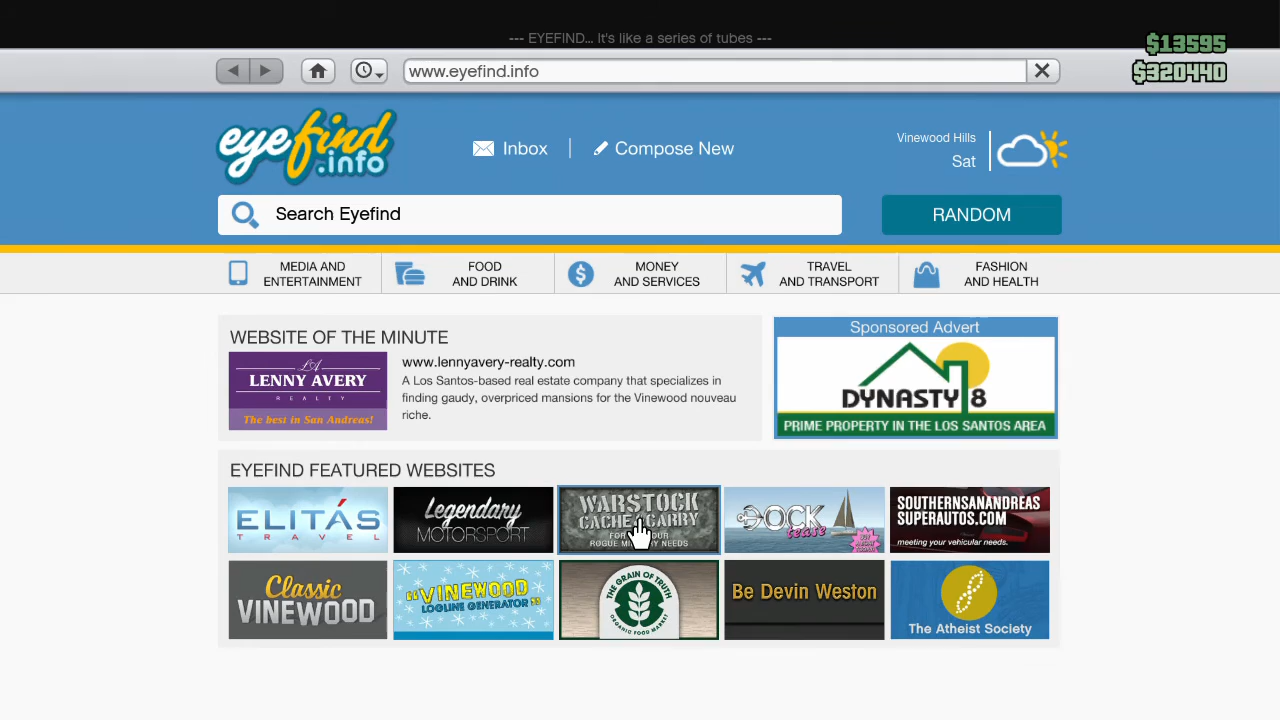 --- EYEFIND... It's like a series of tubes ---
$13595
$320440
www.eyefind.info
eyefind
.info
Inbox
Compose New
Vinewood Hills
Sat
Search Eyefind
RANDOM
MEDIA AND
ENTERTAINMENT
FOOD
AND DRINK
MONEY
AND SERVICES
TRAVEL
AND TRANSPORT
FASHION
AND HEALTH
WEBSITE OF THE MINUTE
LA
LENNY AVERY
REALTY
The best in San Andreas!
www.lennyavery-realty.com
A Los Santos-based real estate company that specializes in
finding gaudy, overpriced mansions for the Vinewood nouveau
riche.
Sponsored Advert
DYNASTY 8
PRIME PROPERTY IN THE LOS SANTOS AREA
EYEFIND FEATURED WEBSITES
ELITÁS
TRAVEL
Legendary
MOTORSPORT
WARSTOCK
CACHE & CARRY
ROGUE MILITARY NEEDS
DOCK
tease
SOUTHERNSANANDREAS
SUPERAUTOS.COM
meeting your vehicular needs.
Classic
VINEWOOD
"VINEWOOD
LOGLINE GENERATOR"
THE GRAIN OF TRUTH
ORGANIC FOOD MARKET
Be Devin Weston
The Atheist Society